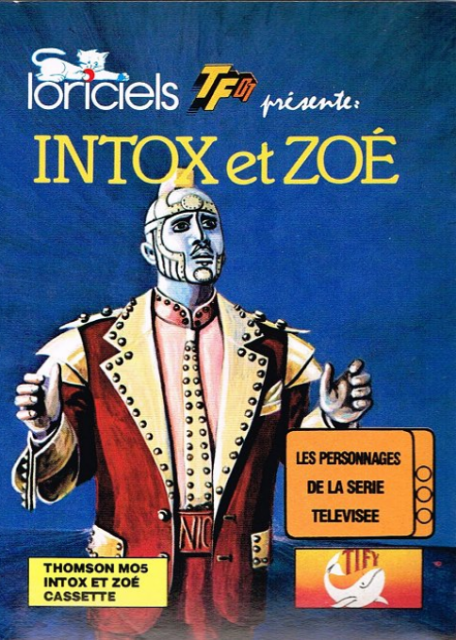 loriciels TF01 présente:
INTOX et ZOÉ
NIC
LES PERSONNAGES
DE LA SERIE
TELEVISEE
THOMSON MO5
INTOX ET ZOÉ
CASSETTE
TIFY